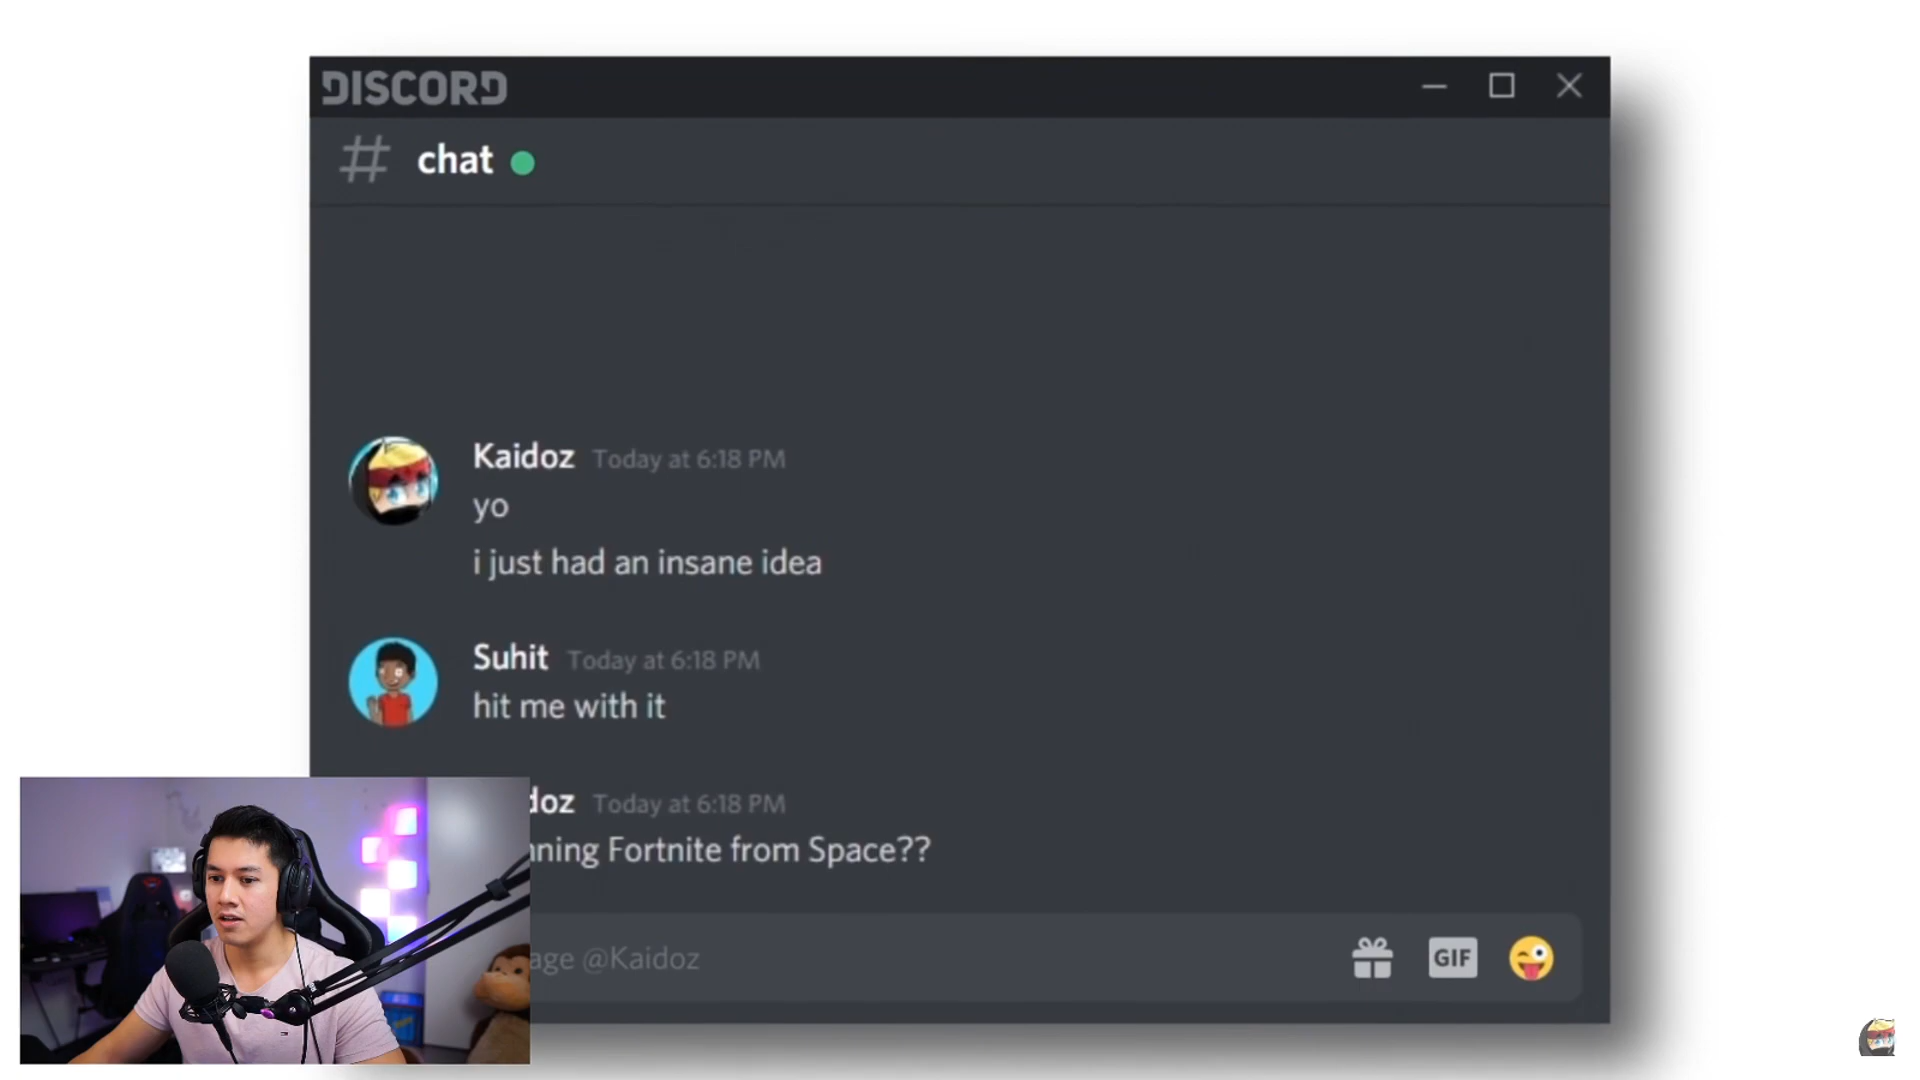 DISCORD
# chat
Kaidoz Today at 6:18 PM
yo
i just had an insane idea
Suhit Today at 6:18 PM
hit me with it
doz Today at 6:18 PM
nning Fortnite from Space??
age @Kaidoz
GIF